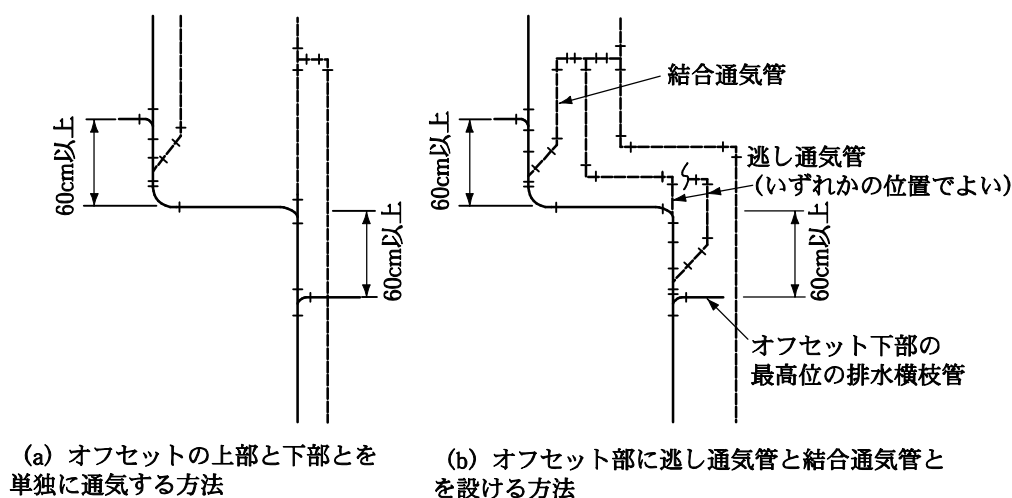 60cm以上
60cm以上
(a) オフセットの上部と下部とを
単独に通気する方法
60cm以上
結合通気管
逃し通気管
(いずれかの位置でよい)
60cm以上
オフセット下部の
最高位の排水横枝管
(b) オフセット部に逃し通気管と結合通気管と
を設ける方法